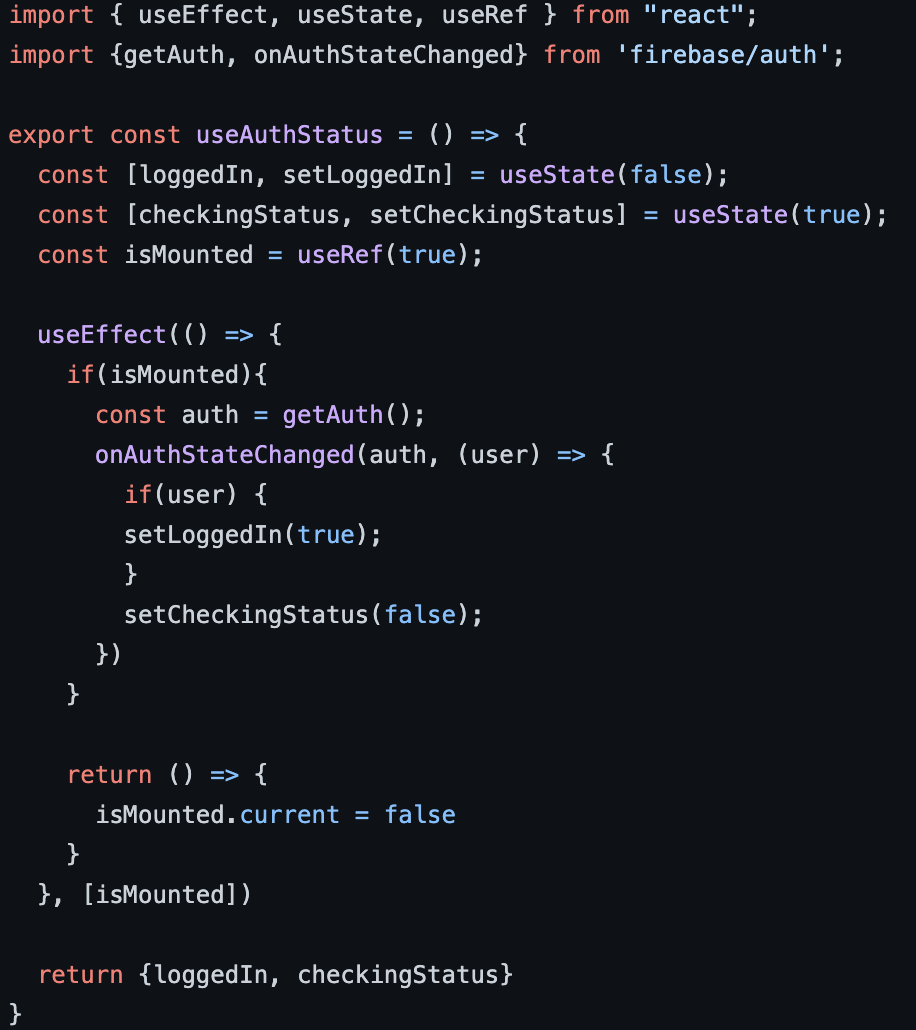 import { useEffect, useState, useRef } from "react";
import {getAuth, onAuthStateChanged} from 'firebase/auth';

export const useAuthStatus = () => {
  const [loggedIn, setLoggedIn] = useState(false);
  const [checkingStatus, setCheckingStatus] = useState(true);
  const isMounted = useRef(true);

  useEffect(() => {
    if(isMounted){
      const auth = getAuth();
      onAuthStateChanged(auth, (user) => {
        if(user) {
        setLoggedIn(true);
        }
        setCheckingStatus(false);
      })
    }

    return () => {
      isMounted.current = false
    }
  }, [isMounted])

  return {loggedIn, checkingStatus}
}